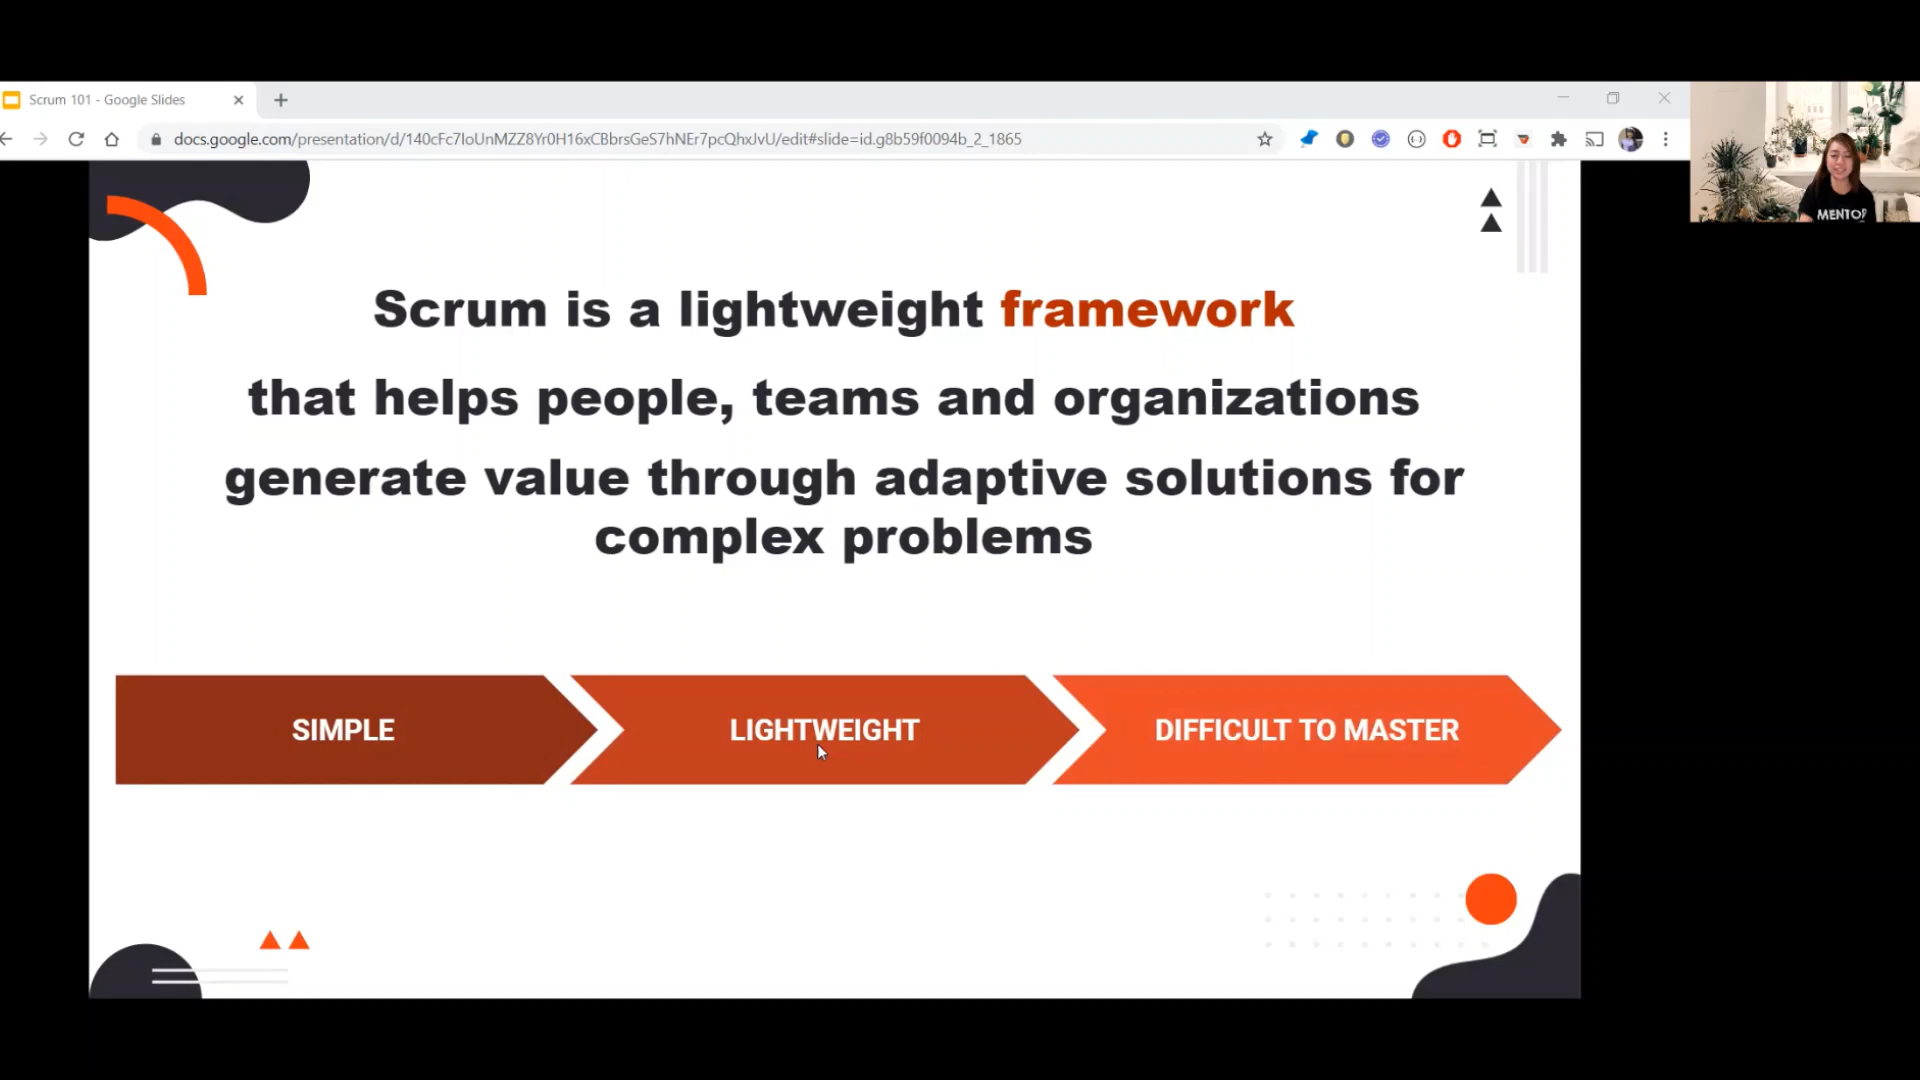 Scrum 101 - Google Slides
docs.google.com/presentation/d/140cFc7IoUnMZZ8Yr0H16xCBbrsGeS7hNEr7pcQhxJvU/edit#slide=id.g8b59f0094b_2_1865
MENTOR
Scrum is a lightweight framework
that helps people, teams and organizations
generate value through adaptive solutions for
complex problems
SIMPLE
LIGHTWEIGHT
DIFFICULT TO MASTER